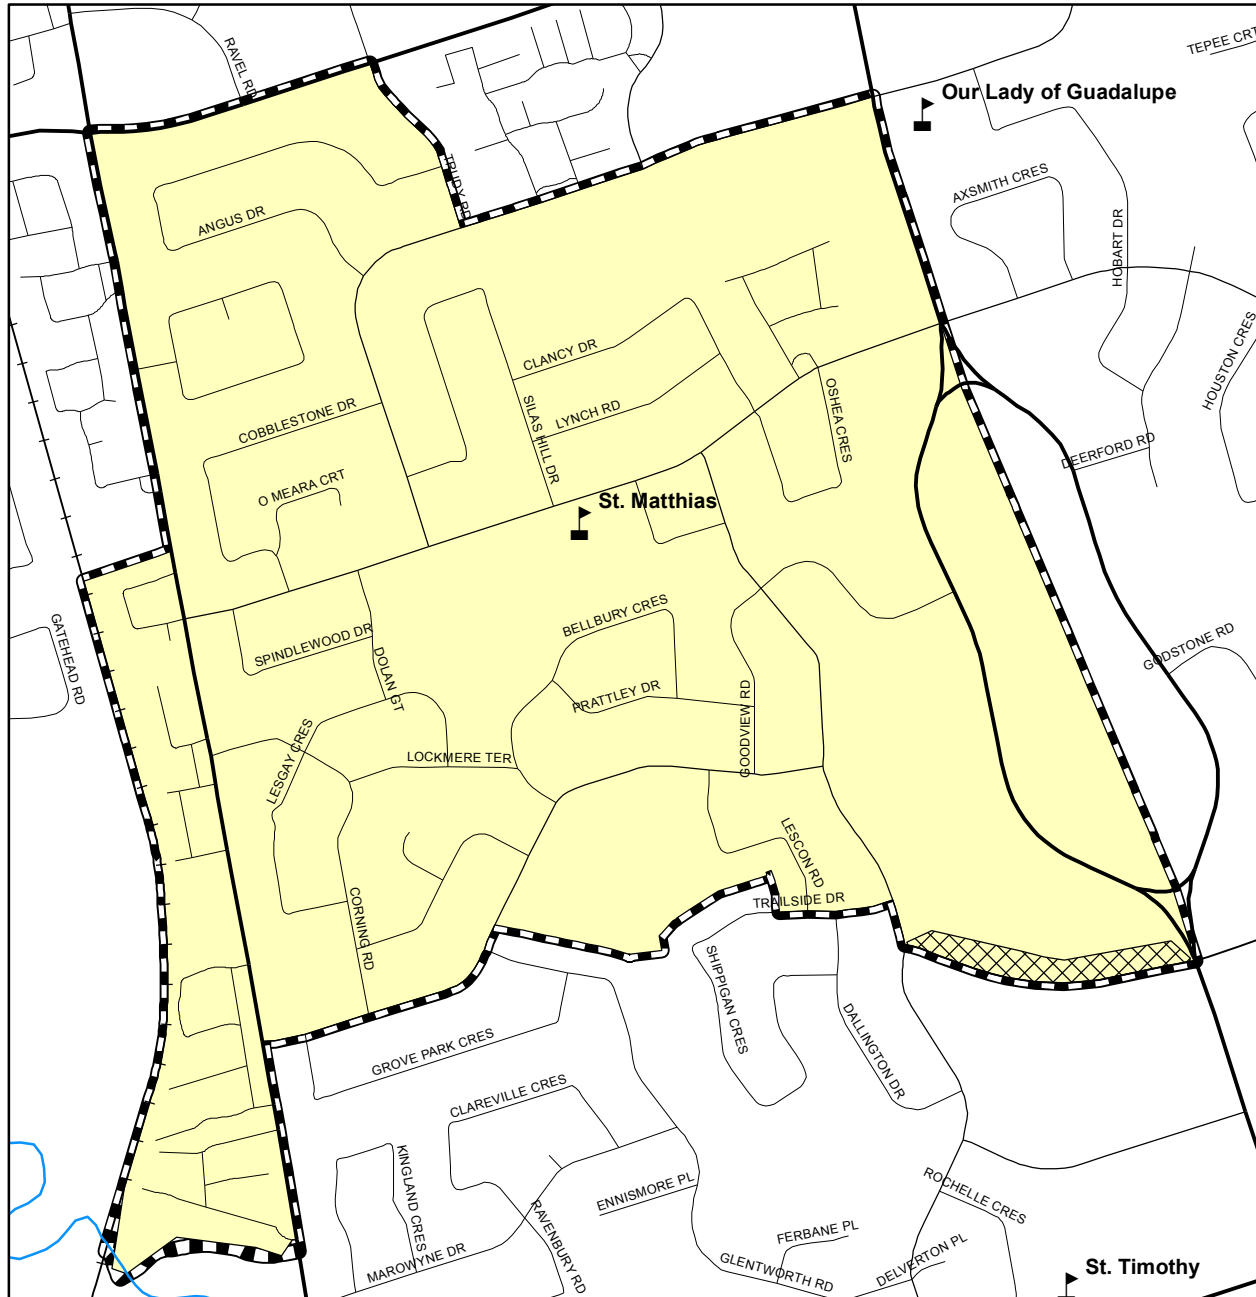 RAVEL RD
TEPEE CRT
Our Lady of Guadalupe
TRUDY RD
AXSMITH CRES
ANGUS DR
HOBART DR
CLANCY DR
HOUSTON CRES
COBBLESTONE DR
SILAS HILL DR
LYNCH RD
OSHEA CRES
DEERFORD RD
O MEARA CRT
St. Matthias
GATEHEAD RD
SPINDLEWOOD DR
BELLBURY CRES
GODSTONE RD
DOLAN GT
PRATTLEY DR
GOODVIEW RD
LESGAY CRES
LOCKMERE TER
LESCON RD
CORNING RD
TRAILSIDE DR
SHIPPIGAN CRES
GROVE PARK CRES
DALLINGTON DR
CLAREVILLE CRES
KINGLAND CRES
ENNISMORE PL
ROCHELLE CRES
RAVENBURY RD
FERBANE PL
MAROWYNE DR
GLENTWORTH RD
DELVERTON PL
St. Timothy